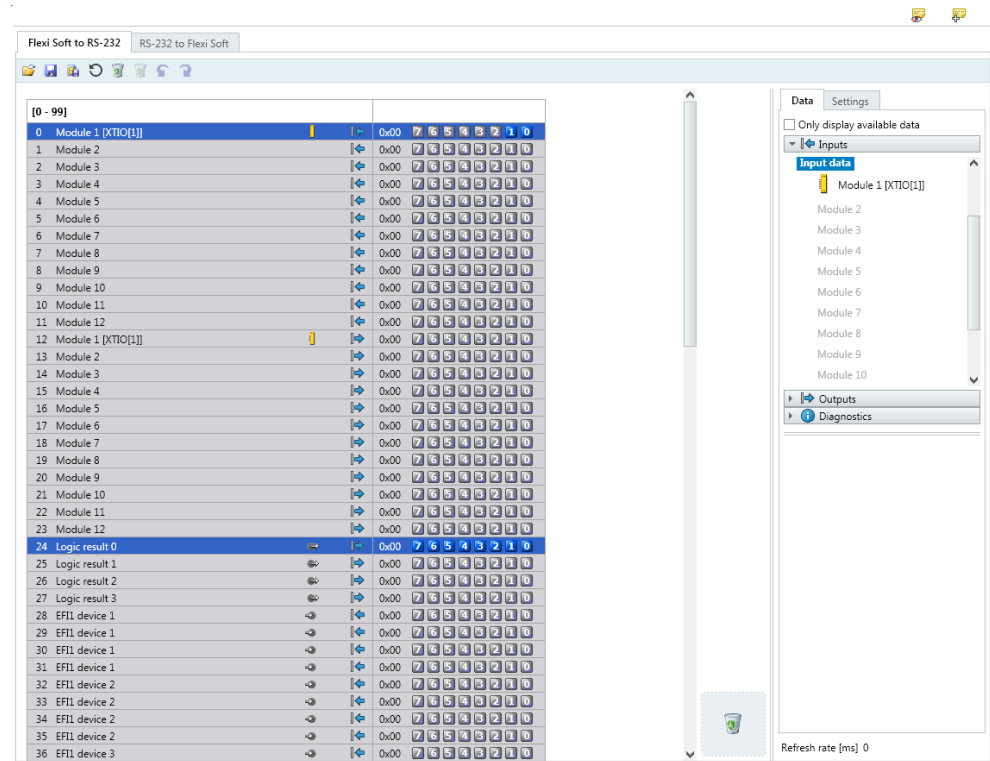 Flexi Soft to RS-232 RS-232 to Flexi Soft
[0 - 99]
0 Module 1 [XTIO[1]] 0x00 7 6 5 4 3 2 1 0
1 Module 2 0x00 7 6 5 4 3 2 1 0
2 Module 3 0x00 7 6 5 4 3 2 1 0
3 Module 4 0x00 7 6 5 4 3 2 1 0
4 Module 5 0x00 7 6 5 4 3 2 1 0
5 Module 6 0x00 7 6 5 4 3 2 1 0
6 Module 7 0x00 7 6 5 4 3 2 1 0
7 Module 8 0x00 7 6 5 4 3 2 1 0
8 Module 9 0x00 7 6 5 4 3 2 1 0
9 Module 10 0x00 7 6 5 4 3 2 1 0
10 Module 11 0x00 7 6 5 4 3 2 1 0
11 Module 12 0x00 7 6 5 4 3 2 1 0
12 Module 1 [XTIO[1]] 0x00 7 6 5 4 3 2 1 0
13 Module 2 0x00 7 6 5 4 3 2 1 0
14 Module 3 0x00 7 6 5 4 3 2 1 0
15 Module 4 0x00 7 6 5 4 3 2 1 0
16 Module 5 0x00 7 6 5 4 3 2 1 0
17 Module 6 0x00 7 6 5 4 3 2 1 0
18 Module 7 0x00 7 6 5 4 3 2 1 0
19 Module 8 0x00 7 6 5 4 3 2 1 0
20 Module 9 0x00 7 6 5 4 3 2 1 0
21 Module 10 0x00 7 6 5 4 3 2 1 0
22 Module 11 0x00 7 6 5 4 3 2 1 0
23 Module 12 0x00 7 6 5 4 3 2 1 0
24 Logic result 0 0x00 7 6 5 4 3 2 1 0
25 Logic result 1 0x00 7 6 5 4 3 2 1 0
26 Logic result 2 0x00 7 6 5 4 3 2 1 0
27 Logic result 3 0x00 7 6 5 4 3 2 1 0
28 EFI1 device 1 0x00 7 6 5 4 3 2 1 0
29 EFI1 device 1 0x00 7 6 5 4 3 2 1 0
30 EFI1 device 1 0x00 7 6 5 4 3 2 1 0
31 EFI1 device 1 0x00 7 6 5 4 3 2 1 0
32 EFI1 device 2 0x00 7 6 5 4 3 2 1 0
33 EFI1 device 2 0x00 7 6 5 4 3 2 1 0
34 EFI1 device 2 0x00 7 6 5 4 3 2 1 0
35 EFI1 device 2 0x00 7 6 5 4 3 2 1 0
36 EFI1 device 3 0x00 7 6 5 4 3 2 1 0
Data Settings
Only display available data
Inputs
Input data
Module 1 [XTIO[1]]
Module 2
Module 3
Module 4
Module 5
Module 6
Module 7
Module 8
Module 9
Module 10
Outputs
Diagnostics
Refresh rate [ms] 0